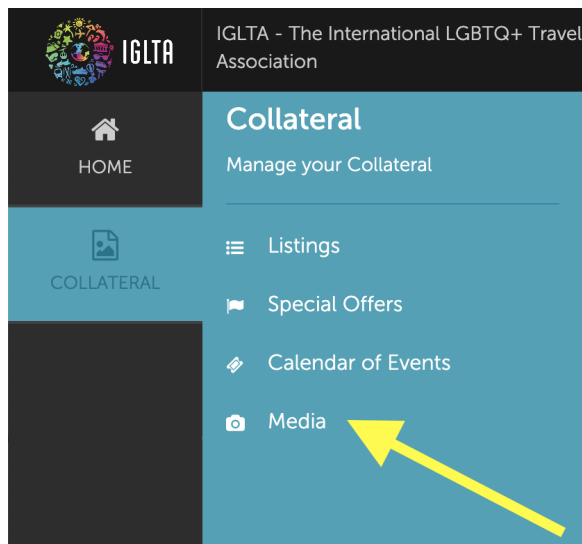 IGLTA
IGLTA - The International LGBTQ+ Travel
Association
HOME
COLLATERAL
Collateral
Manage your Collateral
Listings
Special Offers
Calendar of Events
Media